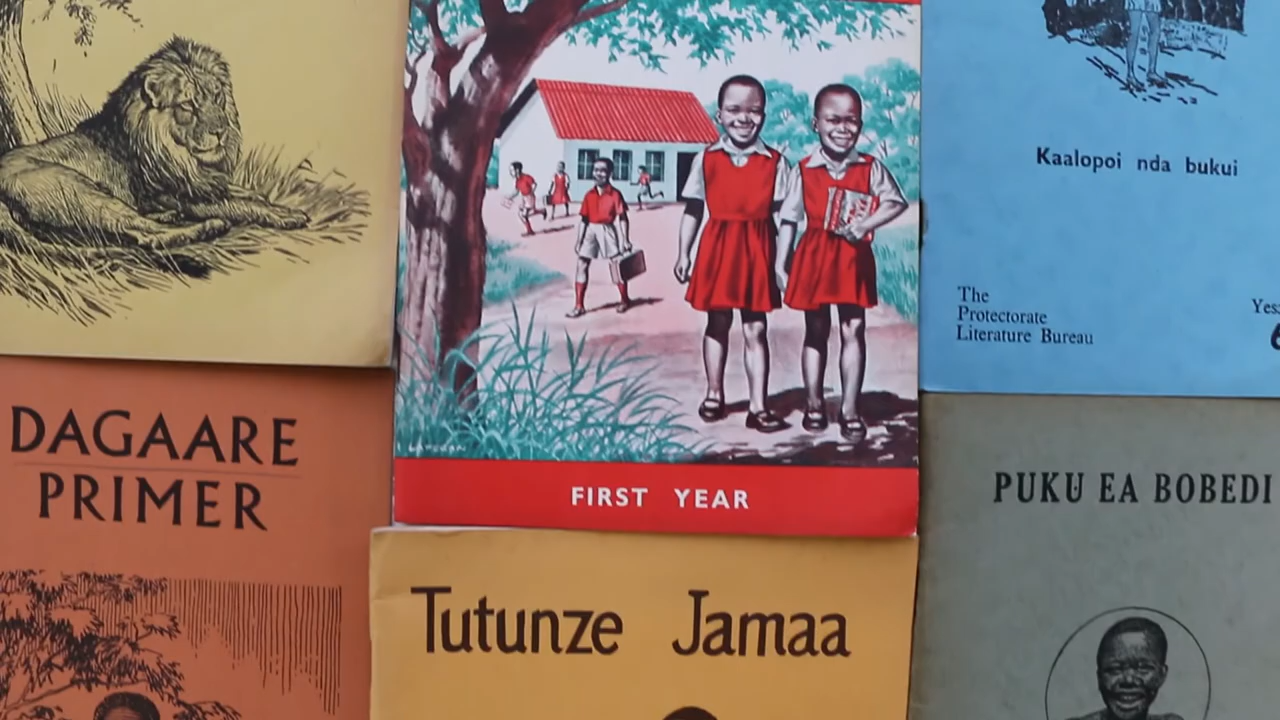 Kaalopoi nda bukui
The
Protectorate
Literature Bureau
DAGAARE
PRIMER
FIRST YEAR
PUKU EA BOBEDI
Tutunze Jamaa